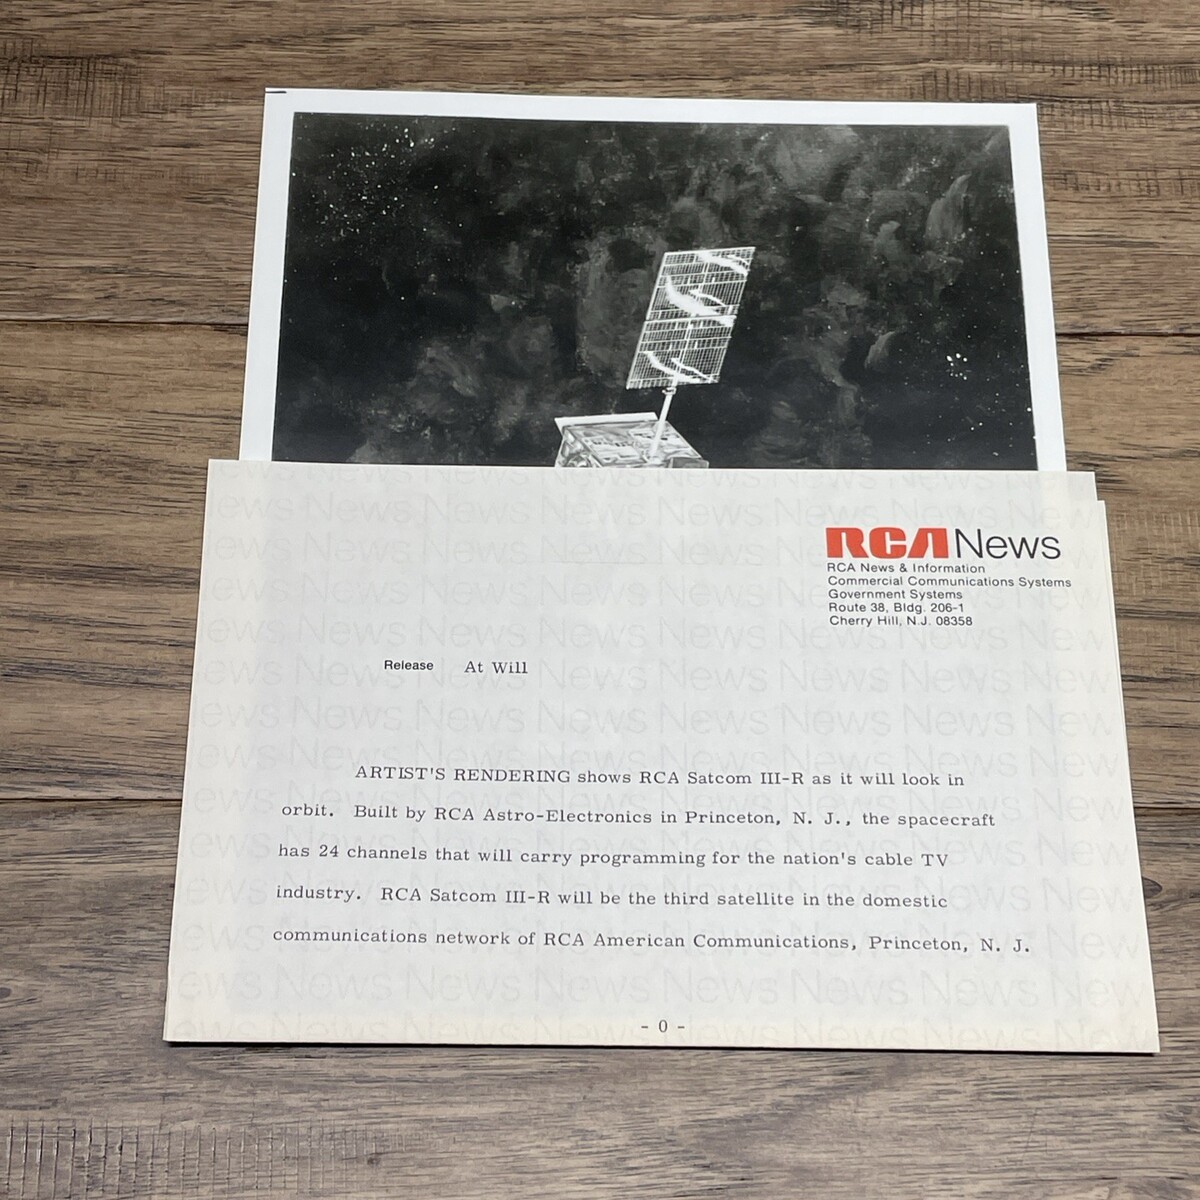 RCA News
RCA News & Information
Commercial Communications Systems
Government Systems
Route 38, Bldg. 206-1
Cherry Hill, N.J. 08358
Release At Will
ARTIST'S RENDERING shows RCA Satcom III-R as it will look in
orbit. Built by RCA Astro-Electronics in Princeton, N. J., the spacecraft
has 24 channels that will carry programming for the nation's cable TV
industry. RCA Satcom III-R will be the third satellite in the domestic
communications network of RCA American Communications, Princeton, N. J.
- 0 -